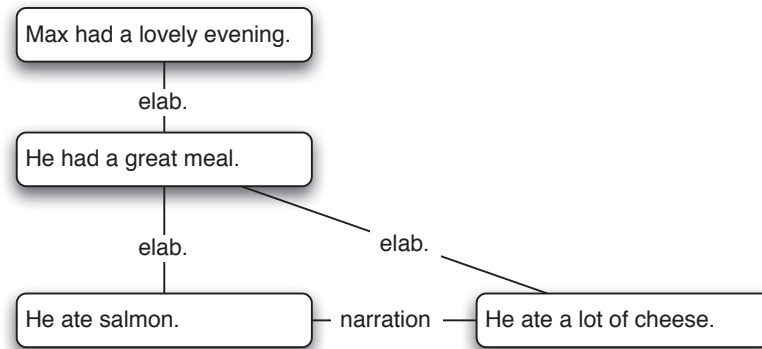 Max had a lovely evening.
elab.
He had a great meal.
elab.
elab.
He ate salmon.
narration
He ate a lot of cheese.